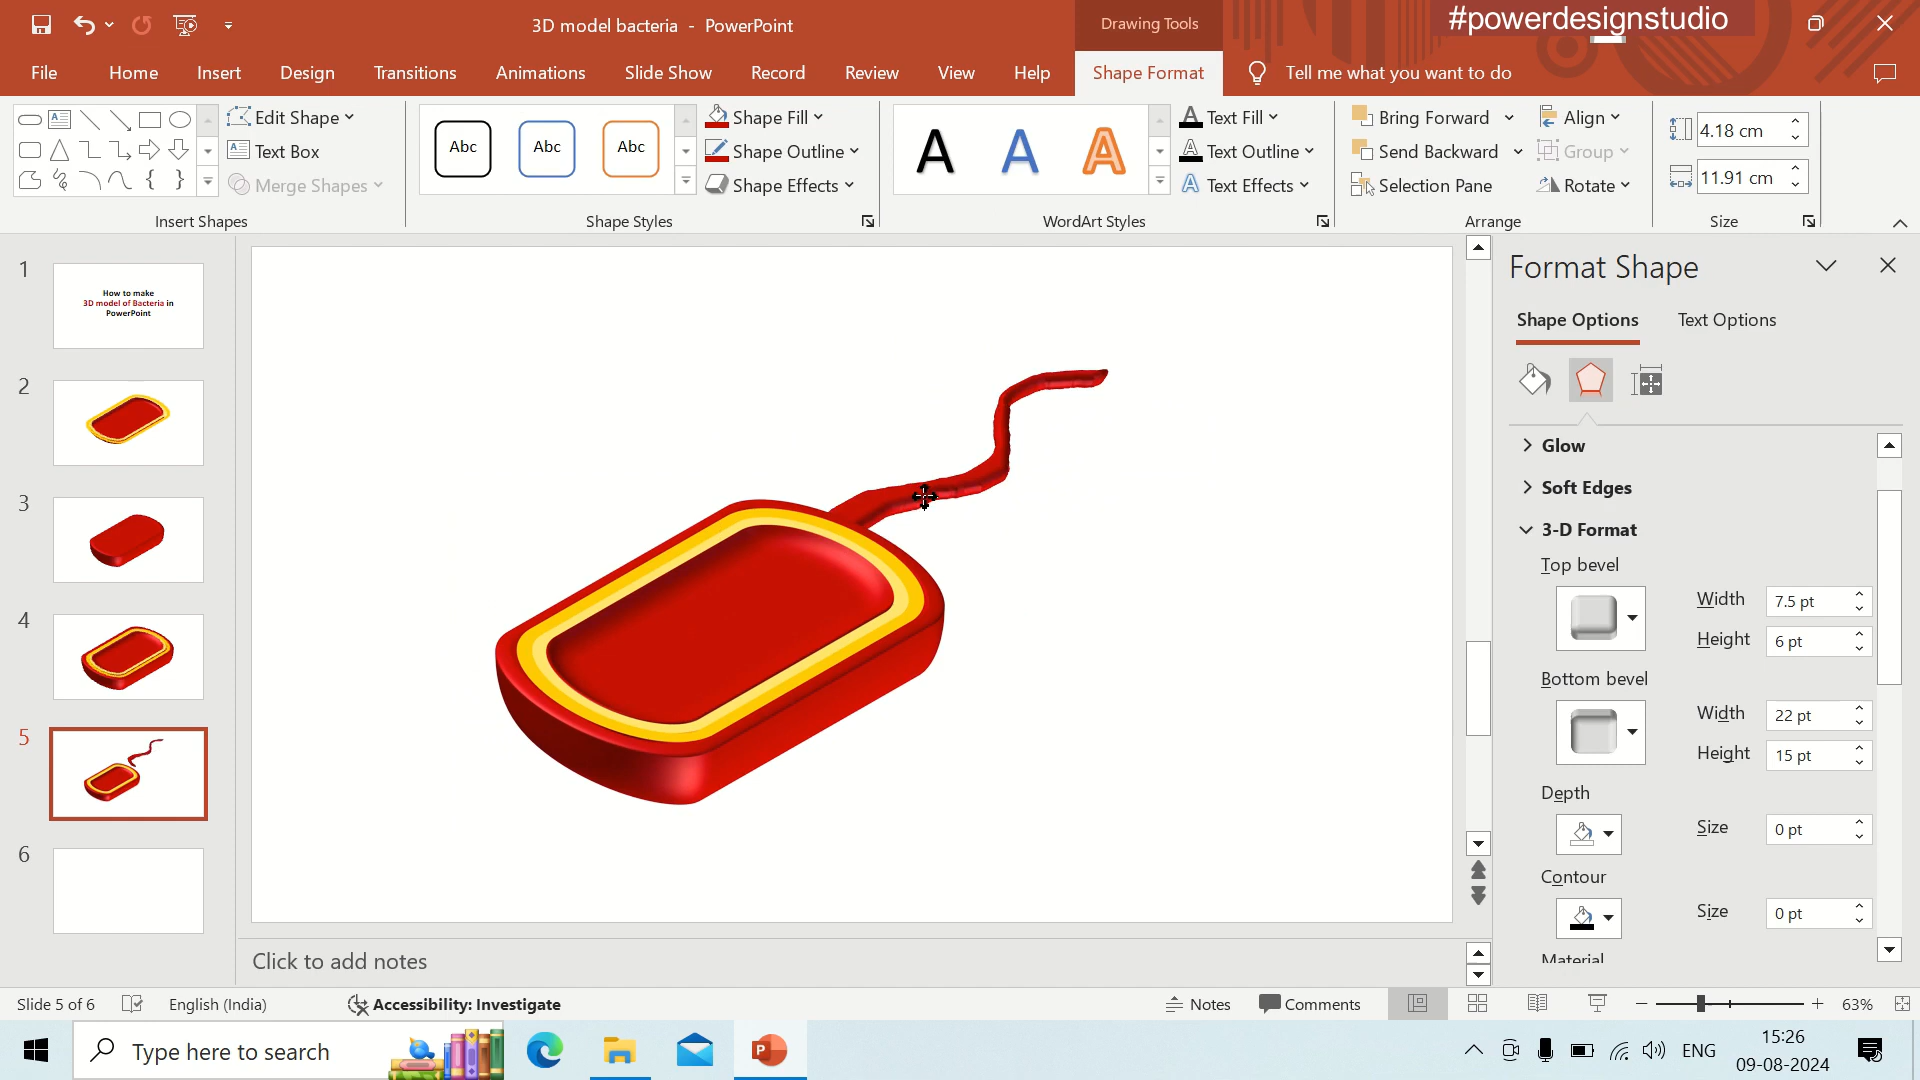 3D model bacteria - PowerPoint
Drawing Tools
#powerdesignstudio
File Home Insert Design Transitions Animations Slide Show Record Review View Help Shape Format Tell me what you want to do
Edit Shape
Text Box
Merge Shapes
Insert Shapes
Abc Abc Abc
Shape Fill
Shape Outline
Shape Effects
Shape Styles
A A A
Text Fill
Text Outline
Text Effects
WordArt Styles
Bring Forward
Send Backward
Selection Pane
Align
Group
Rotate
Arrange
4.18 cm
11.91 cm
Size
1
How to make
3D model of Bacteria in
PowerPoint
2
3
4
5
6
Format Shape
Shape Options Text Options
Glow
Soft Edges
3-D Format
Top bevel
Width 7.5 pt
Height 6 pt
Bottom bevel
Width 22 pt
Height 15 pt
Depth
Size 0 pt
Contour
Size 0 pt
Material
Click to add notes
Slide 5 of 6 English (India) Accessibility: Investigate Notes Comments 63%
Type here to search
ENG
15:26
09-08-2024